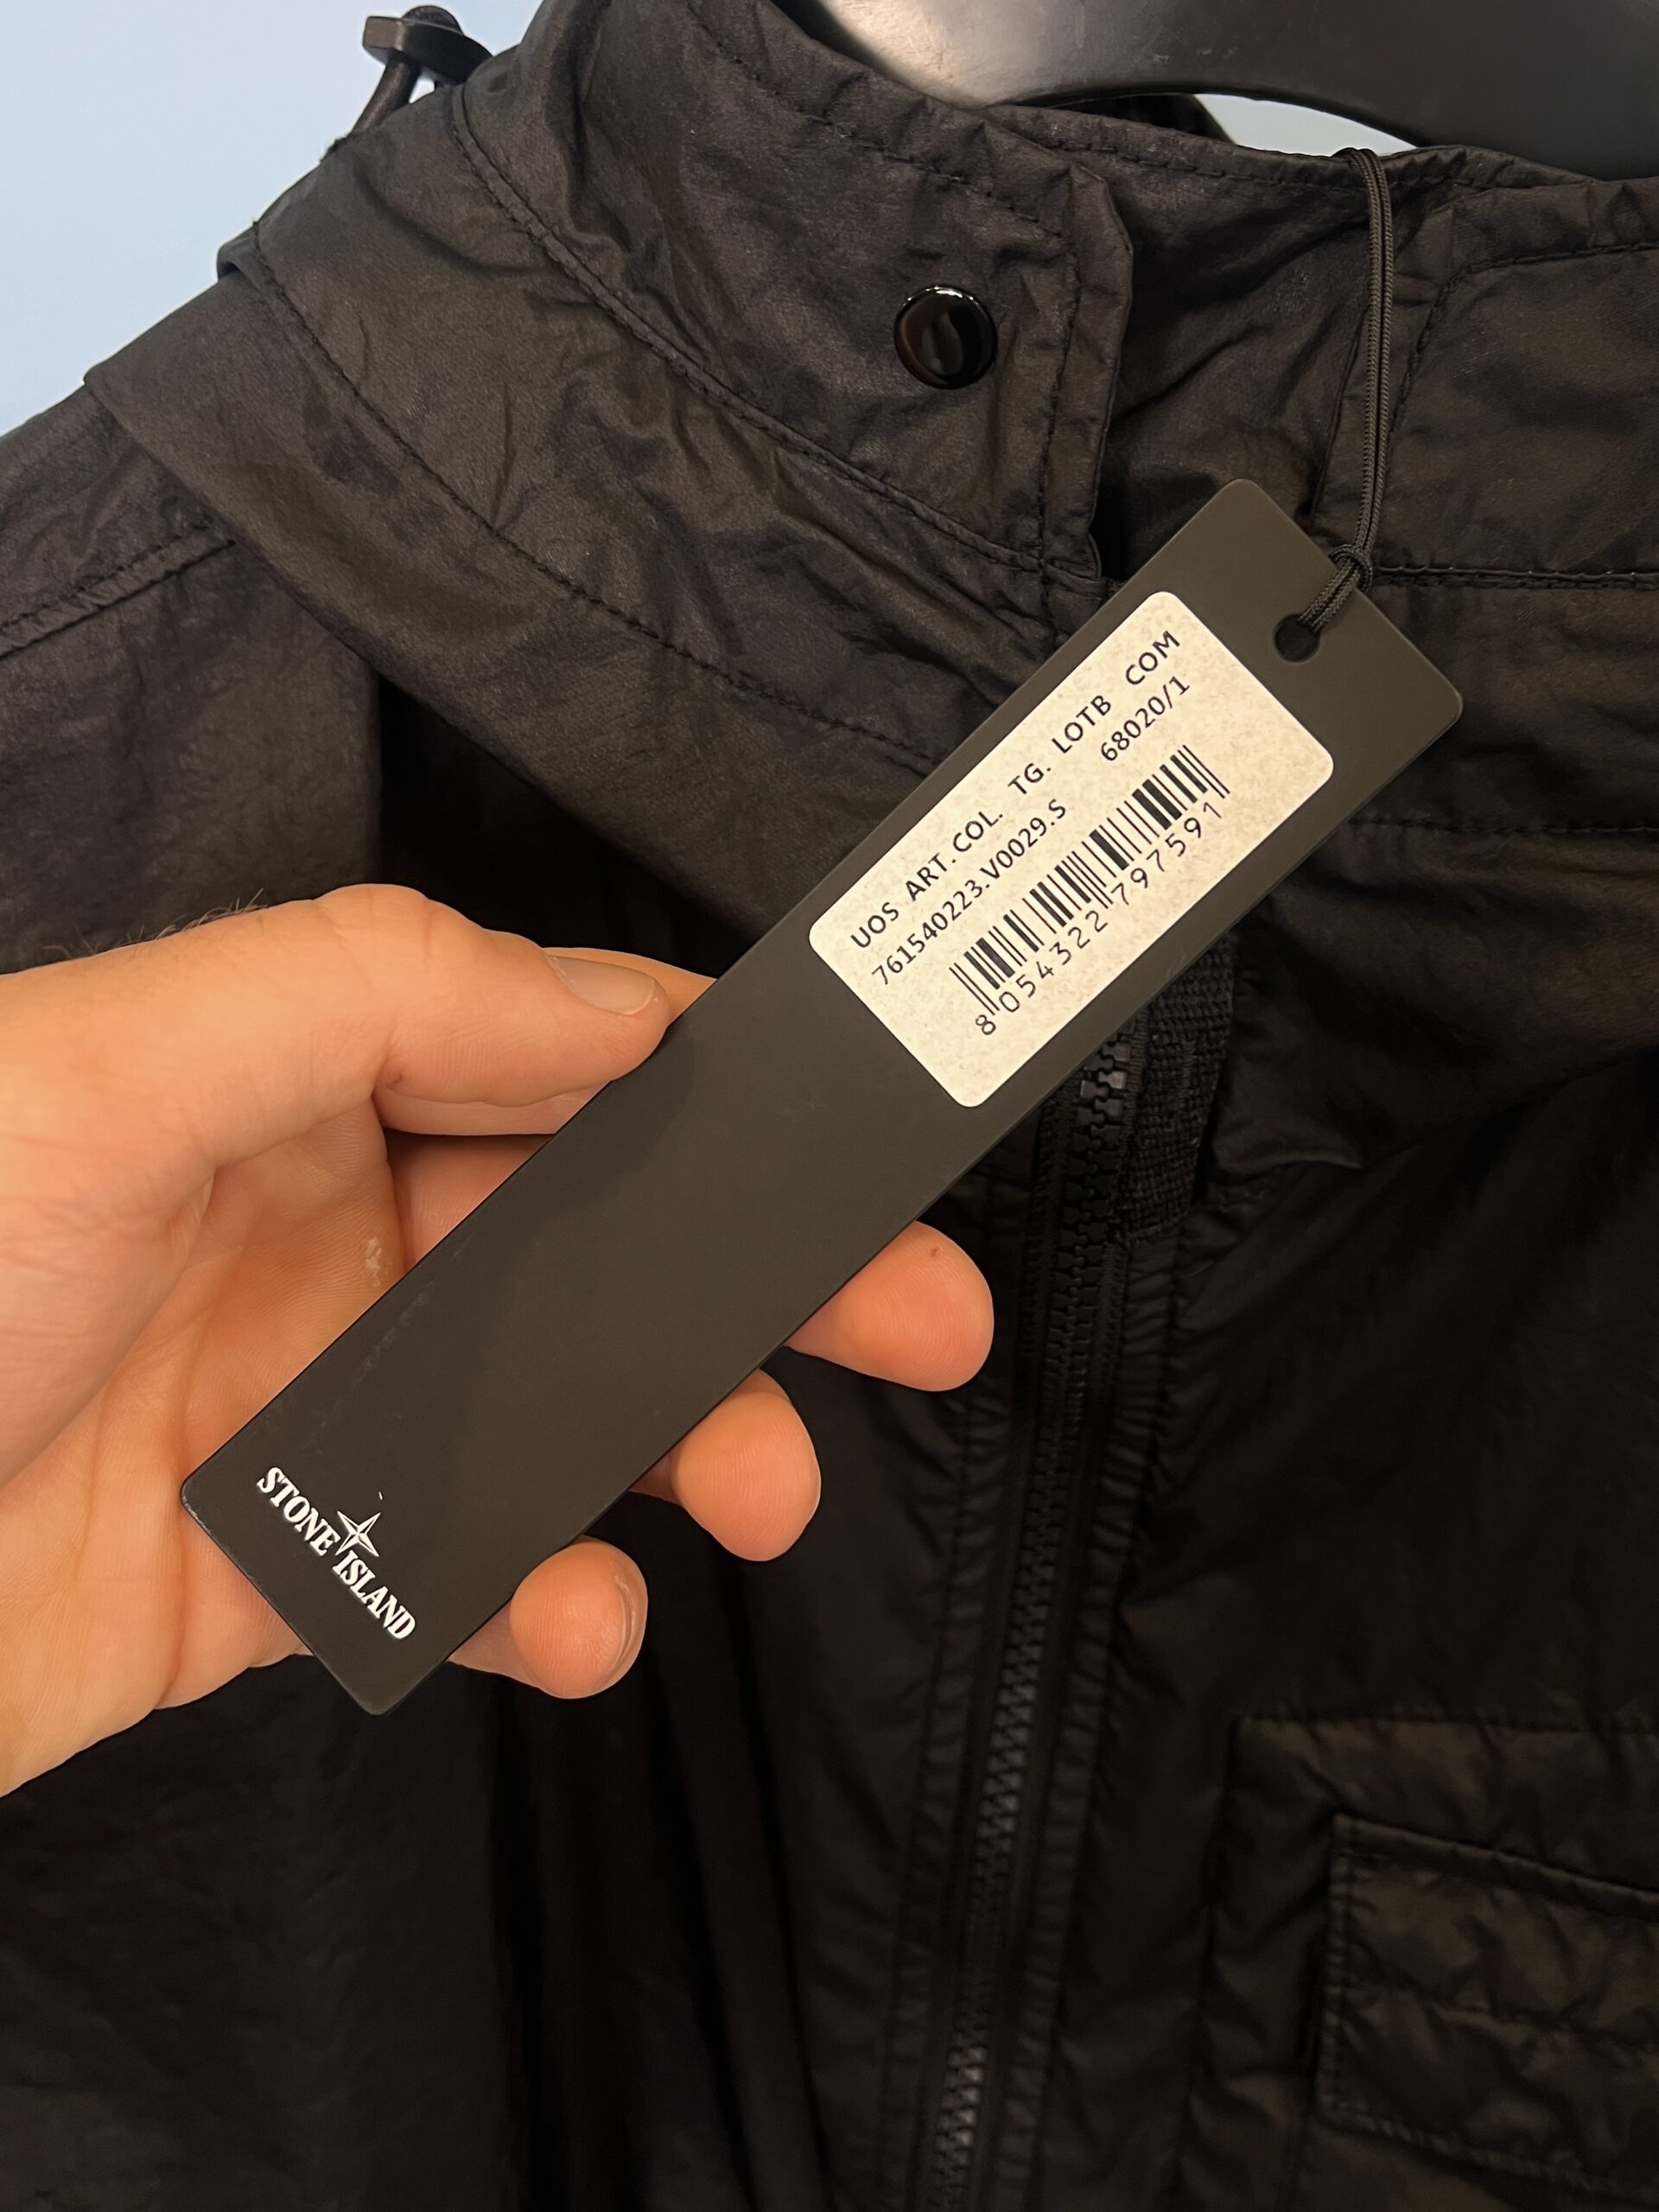 UOS ART.COL. TG. LOTB COM
761540223.V0029.S 68020/1
8 054322 797591
STONE ISLAND